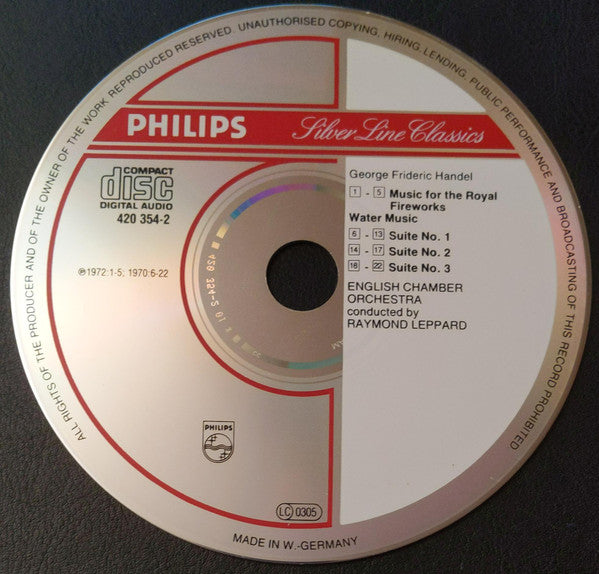 ALL RIGHTS OF THE PRODUCER AND OF THE OWNER OF THE WORK REPRODUCED RESERVED. UNAUTHORISED COPYING, HIRING, LENDING, PUBLIC PERFORMANCE AND BROADCASTING OF THIS RECORD PROHIBITED
PHILIPS Silver Line Classics
COMPACT
disc
DIGITAL AUDIO
420 354-2
℗1972:1-5; 1970:6-22
George Frideric Handel
1 - 5 Music for the Royal
Fireworks
Water Music
6 - 13 Suite No. 1
14 - 17 Suite No. 2
18 - 22 Suite No. 3
ENGLISH CHAMBER
ORCHESTRA
conducted by
RAYMOND LEPPARD
PHILIPS
LC 0305
MADE IN W.-GERMANY